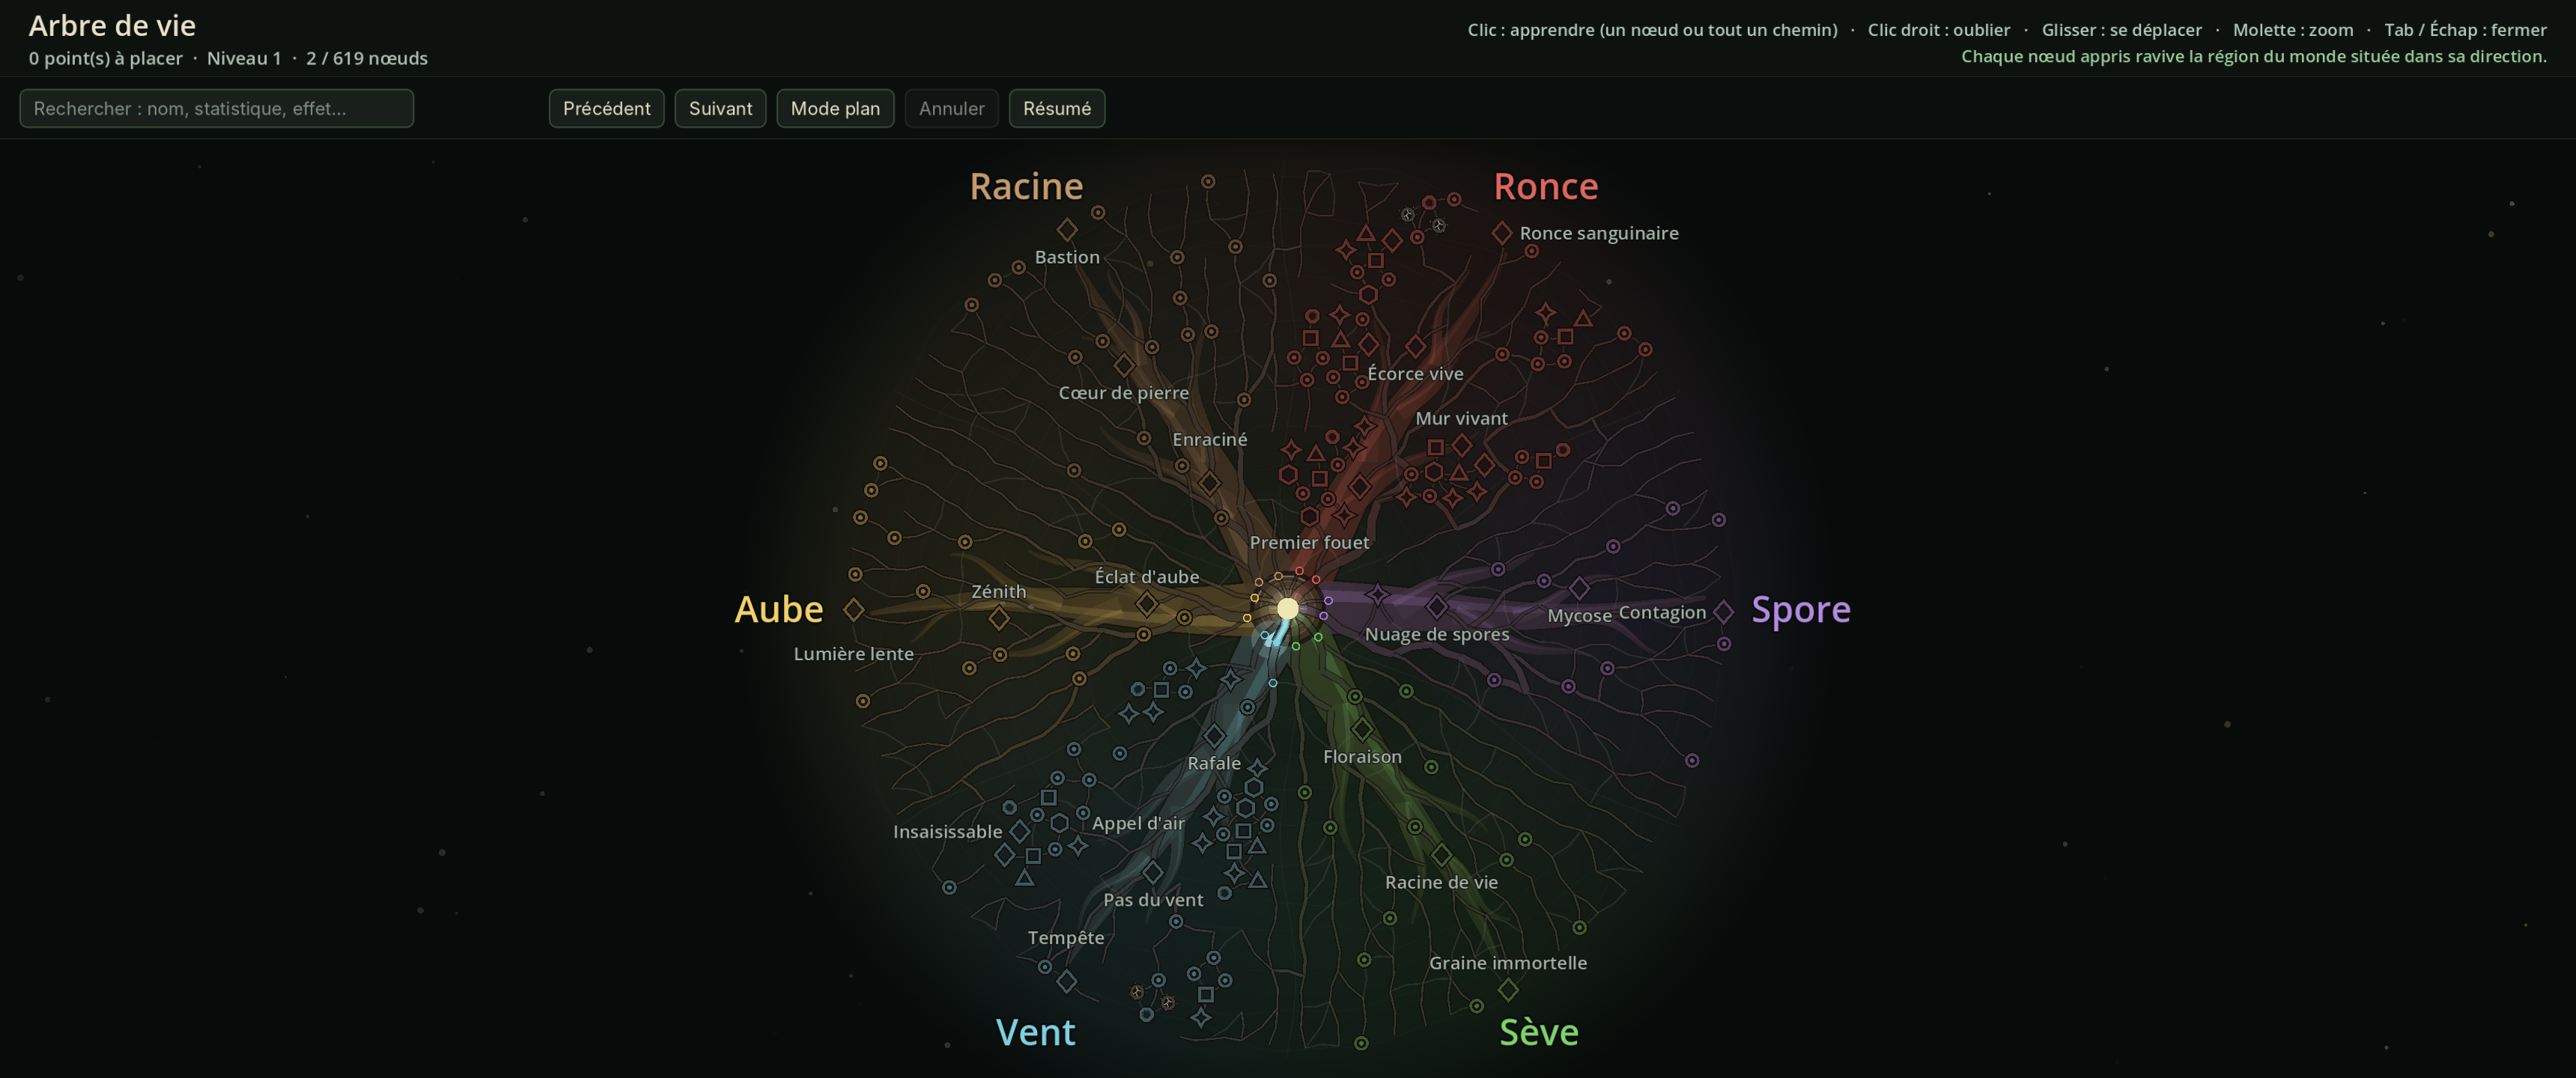 Arbre de vie
0 point(s) à placer · Niveau 1 · 2 / 619 nœuds
Clic : apprendre (un nœud ou tout un chemin) · Clic droit : oublier · Glisser : se déplacer · Molette : zoom · Tab / Échap : fermer
Chaque nœud appris ravive la région du monde située dans sa direction.
Rechercher : nom, statistique, effet...
Précédent
Suivant
Mode plan
Annuler
Résumé
Racine
Ronce
Ronce sanguinaire
Bastion
Écorce vive
Cœur de pierre
Mur vivant
Enraciné
Premier fouet
Éclat d'aube
Zénith
Aube
Mycose
Contagion
Spore
Nuage de spores
Lumière lente
Floraison
Rafale
Appel d'air
Insaisissable
Racine de vie
Pas du vent
Tempête
Graine immortelle
Vent
Sève